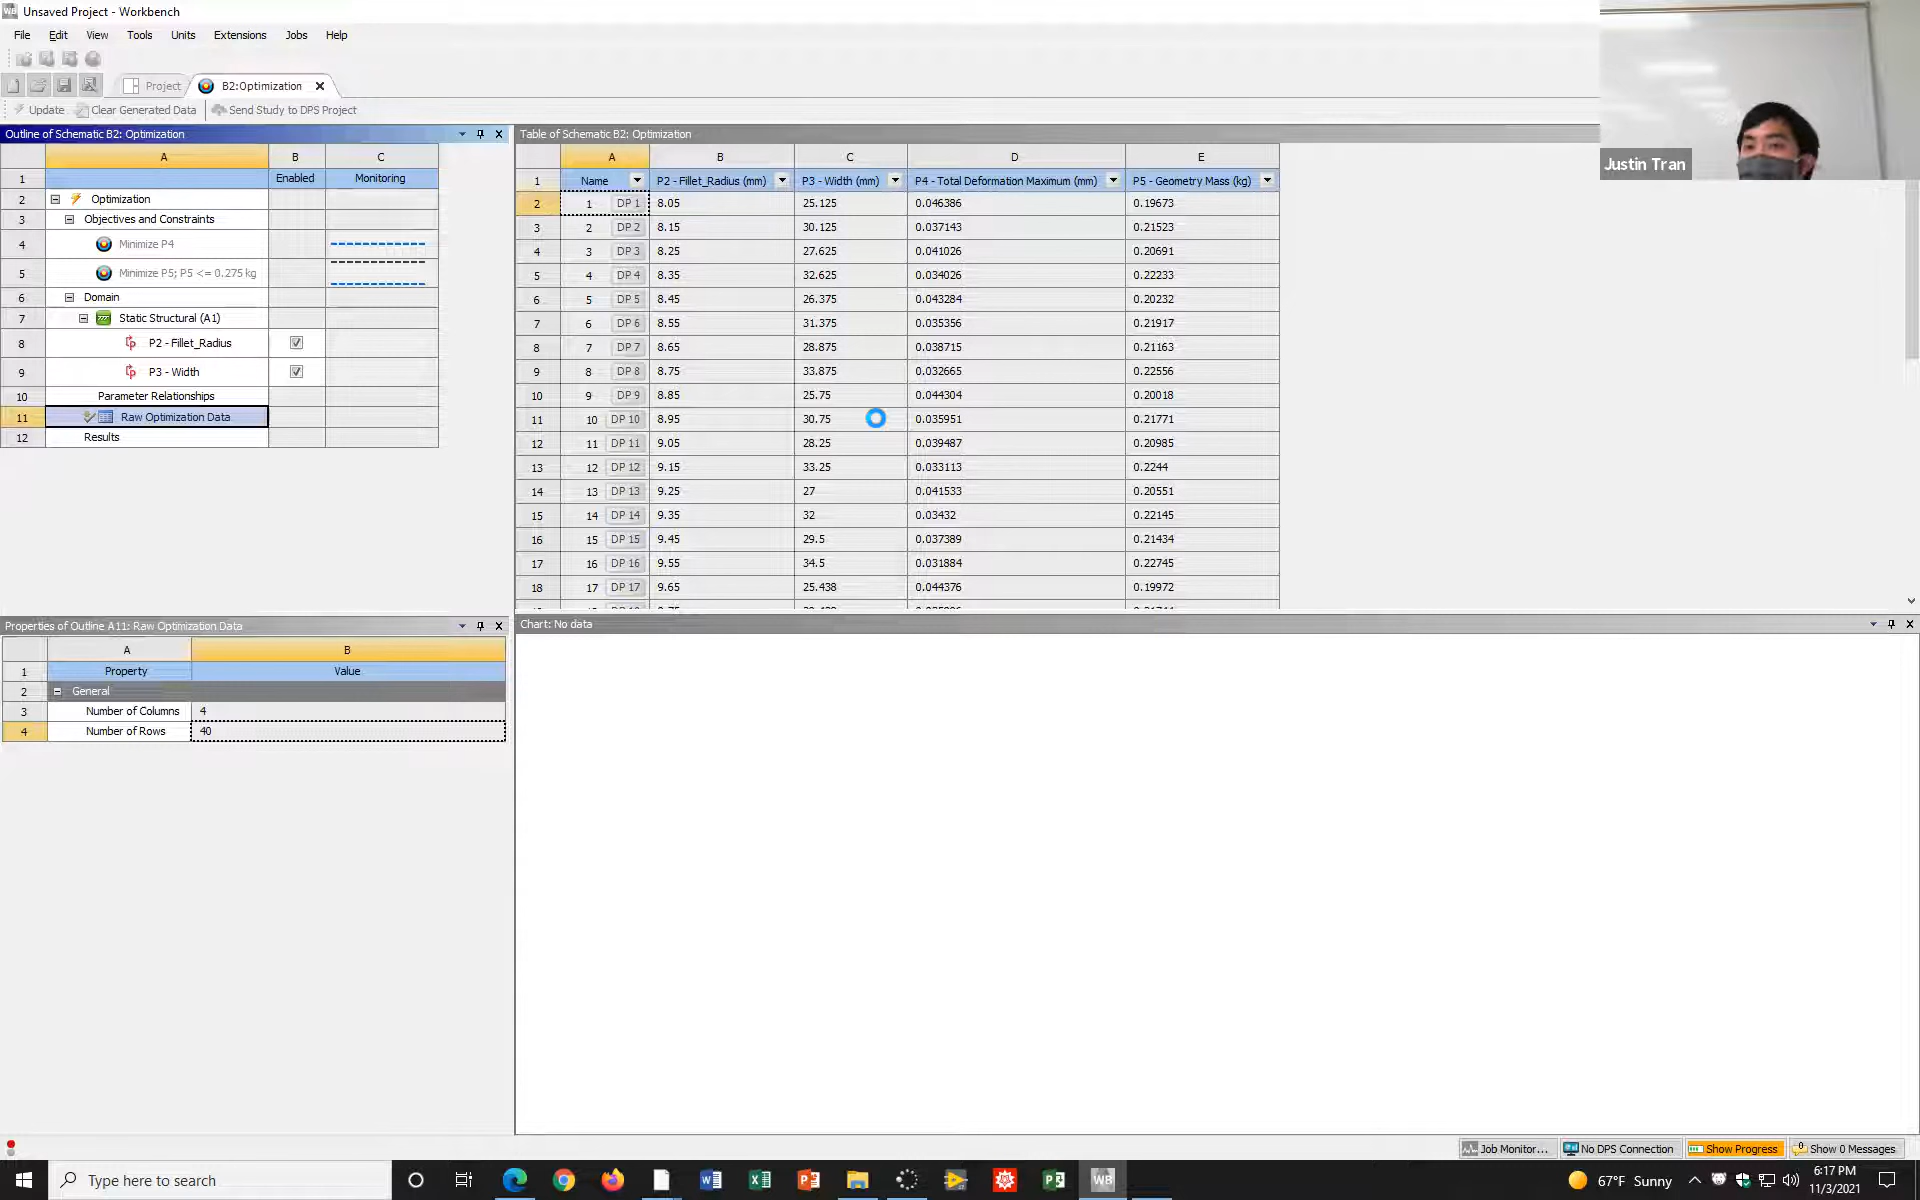 Unsaved Project - Workbench
File Edit View Tools Units Extensions Jobs Help
Project B2:Optimization
Update Clear Generated Data Send Study to DPS Project
Justin Tran
Outline of Schematic B2: Optimization
A B C
1 Enabled Monitoring
2 Optimization
3 Objectives and Constraints
4 Minimize P4
5 Minimize P5; P5 <= 0.275 kg
6 Domain
7 Static Structural (A1)
8 P2 - Fillet_Radius
9 P3 - Width
10 Parameter Relationships
11 Raw Optimization Data
12 Results
Table of Schematic B2: Optimization
A B C D E
1 Name P2 - Fillet_Radius (mm) P3 - Width (mm) P4 - Total Deformation Maximum (mm) P5 - Geometry Mass (kg)
2 1 DP 1 8.05 25.125 0.046386 0.19673
3 2 DP 2 8.15 30.125 0.037143 0.21523
4 3 DP 3 8.25 27.625 0.041026 0.20691
5 4 DP 4 8.35 32.625 0.034026 0.22233
6 5 DP 5 8.45 26.375 0.043284 0.20232
7 6 DP 6 8.55 31.375 0.035356 0.21917
8 7 DP 7 8.65 28.875 0.038715 0.21163
9 8 DP 8 8.75 33.875 0.032665 0.22556
10 9 DP 9 8.85 25.75 0.044304 0.20018
11 10 DP 10 8.95 30.75 0.035951 0.21771
12 11 DP 11 9.05 28.25 0.039487 0.20985
13 12 DP 12 9.15 33.25 0.033113 0.2244
14 13 DP 13 9.25 27 0.041533 0.20551
15 14 DP 14 9.35 32 0.03432 0.22145
16 15 DP 15 9.45 29.5 0.037389 0.21434
17 16 DP 16 9.55 34.5 0.031884 0.22745
18 17 DP 17 9.65 25.438 0.044376 0.19972
Properties of Outline A11: Raw Optimization Data
A B
1 Property Value
2 General
3 Number of Columns 4
4 Number of Rows 40
Chart: No data
Job Monitor... No DPS Connection Show Progress Show 0 Messages
Type here to search
67°F Sunny
6:17 PM
11/3/2021